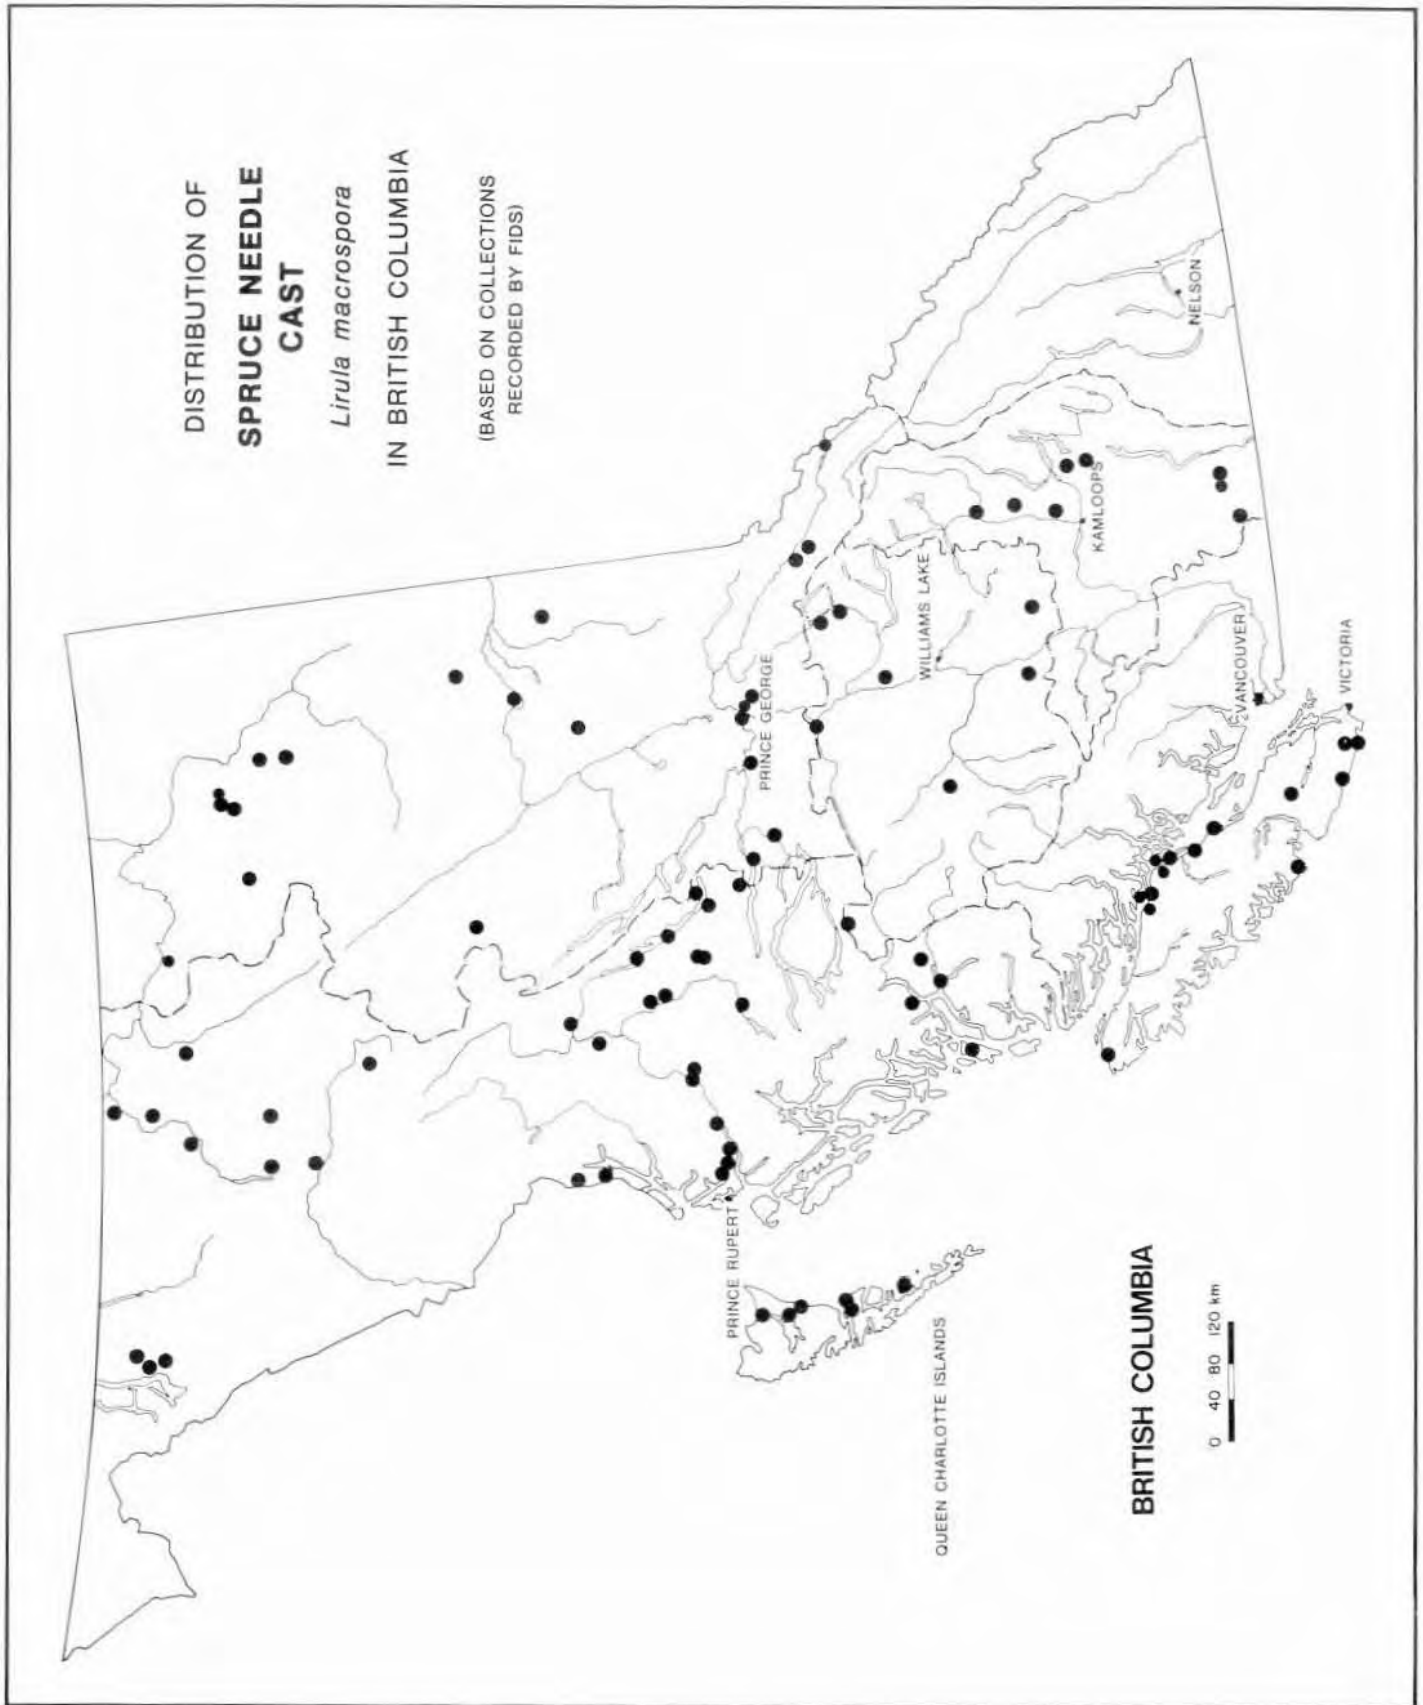 DISTRIBUTION OF
SPRUCE NEEDLE
CAST
Lirula macrospora
IN BRITISH COLUMBIA
(BASED ON COLLECTIONS
RECORDED BY FIDS)
PRINCE GEORGE
WILLIAMS LAKE
KAMLOOPS
NELSON
VANCOUVER
VICTORIA
PRINCE RUPERT
QUEEN CHARLOTTE ISLANDS
BRITISH COLUMBIA
0 40 80 120 km